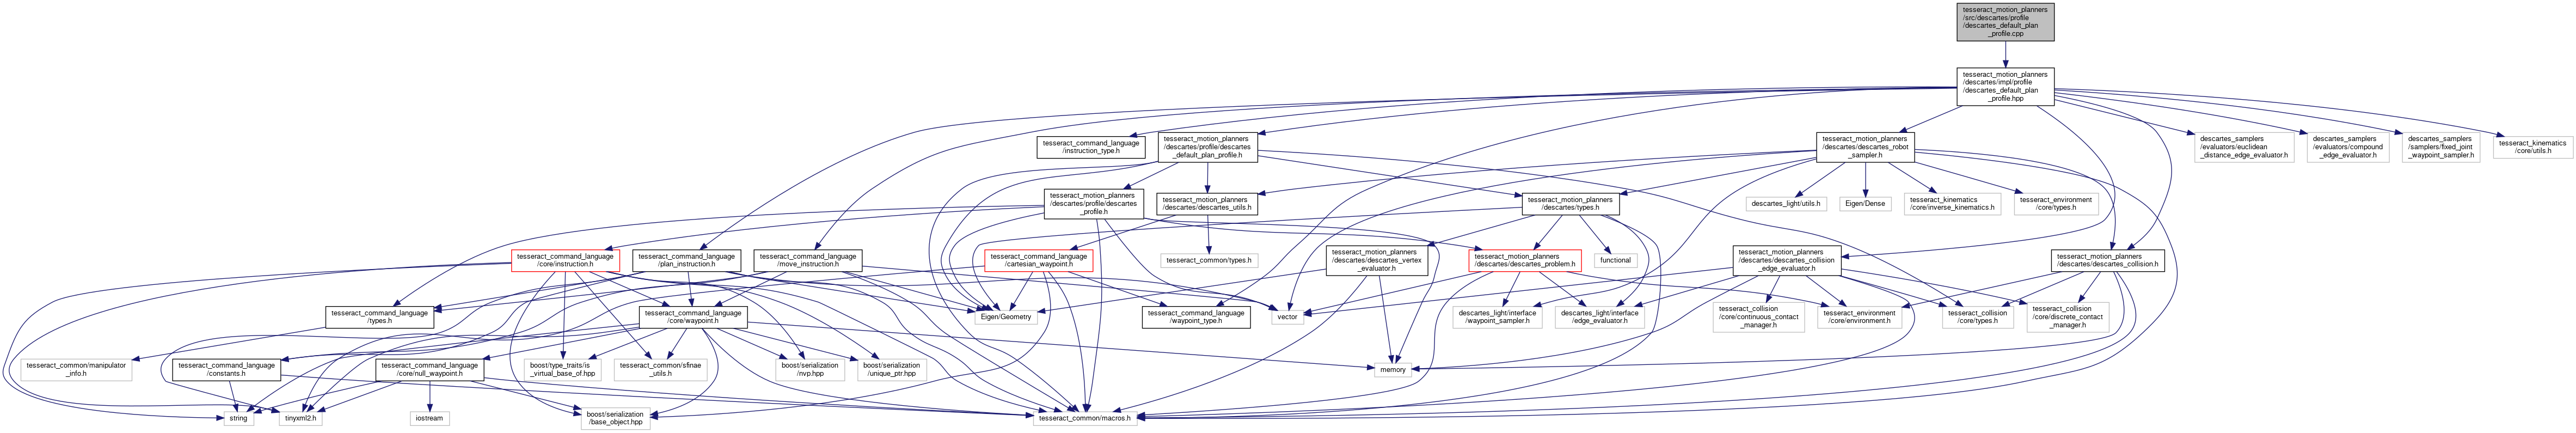 tesseract_motion_planners
/src/descartes/profile
/descartes_default_plan
_profile.cpp
tesseract_motion_planners
/descartes/impl/profile
/descartes_default_plan
_profile.hpp
tesseract_command_language
/instruction_type.h
tesseract_motion_planners
/descartes/profile/descartes
_default_plan_profile.h
tesseract_motion_planners
/descartes/descartes_robot
_sampler.h
descartes_samplers
/evaluators/euclidean
_distance_edge_evaluator.h
descartes_samplers
/evaluators/compound
_edge_evaluator.h
descartes_samplers
/samplers/fixed_joint
_waypoint_sampler.h
tesseract_kinematics
/core/utils.h
tesseract_motion_planners
/descartes/profile/descartes
_profile.h
tesseract_motion_planners
/descartes/descartes_utils.h
tesseract_motion_planners
/descartes/types.h
descartes_light/utils.h
Eigen/Dense
tesseract_kinematics
/core/inverse_kinematics.h
tesseract_environment
/core/types.h
tesseract_command_language
/core/instruction.h
tesseract_command_language
/plan_instruction.h
tesseract_command_language
/move_instruction.h
tesseract_command_language
/cartesian_waypoint.h
tesseract_common/types.h
tesseract_motion_planners
/descartes/descartes_vertex
_evaluator.h
tesseract_motion_planners
/descartes/descartes_problem.h
functional
tesseract_motion_planners
/descartes/descartes_collision
_edge_evaluator.h
tesseract_motion_planners
/descartes/descartes_collision.h
tesseract_command_language
/types.h
tesseract_command_language
/core/waypoint.h
Eigen/Geometry
tesseract_command_language
/waypoint_type.h
vector
descartes_light/interface
/waypoint_sampler.h
descartes_light/interface
/edge_evaluator.h
tesseract_collision
/core/continuous_contact
_manager.h
tesseract_environment
/core/environment.h
tesseract_collision
/core/types.h
tesseract_collision
/core/discrete_contact
_manager.h
tesseract_common/manipulator
_info.h
tesseract_command_language
/constants.h
tesseract_command_language
/core/null_waypoint.h
boost/type_traits/is
_virtual_base_of.hpp
tesseract_common/sfinae
_utils.h
boost/serialization
/nvp.hpp
boost/serialization
/unique_ptr.hpp
memory
string
tinyxml2.h
iostream
boost/serialization
/base_object.hpp
tesseract_common/macros.h